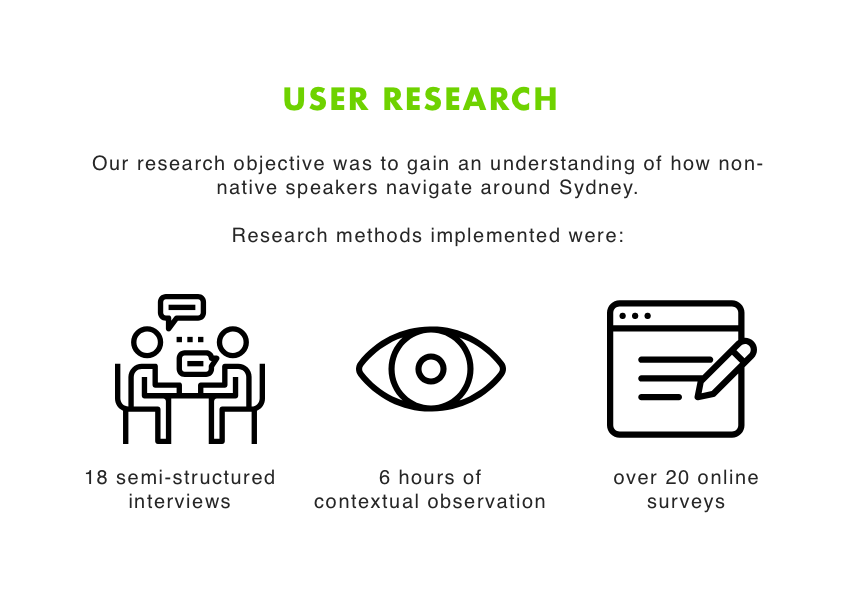 USER RESEARCH
Our research objective was to gain an understanding of how non-
native speakers navigate around Sydney.
Research methods implemented were:
18 semi-structured
interviews
6 hours of
contextual observation
over 20 online
surveys